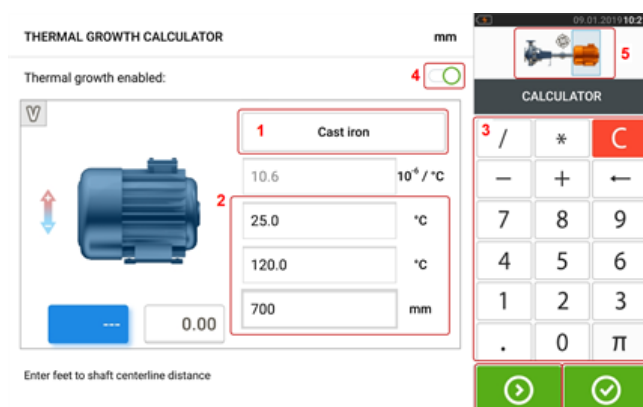 THERMAL GROWTH CALCULATOR mm
Thermal growth enabled: 4
V
1 Cast iron
10.6 10⁻⁶ / °C
2
25.0 °C
120.0 °C
700 mm
--- 0.00
Enter feet to shaft centerline distance
09.01.2019 10:2
5
CALCULATOR
3
/ * C
− + ←
7 8 9
4 5 6
1 2 3
. 0 π